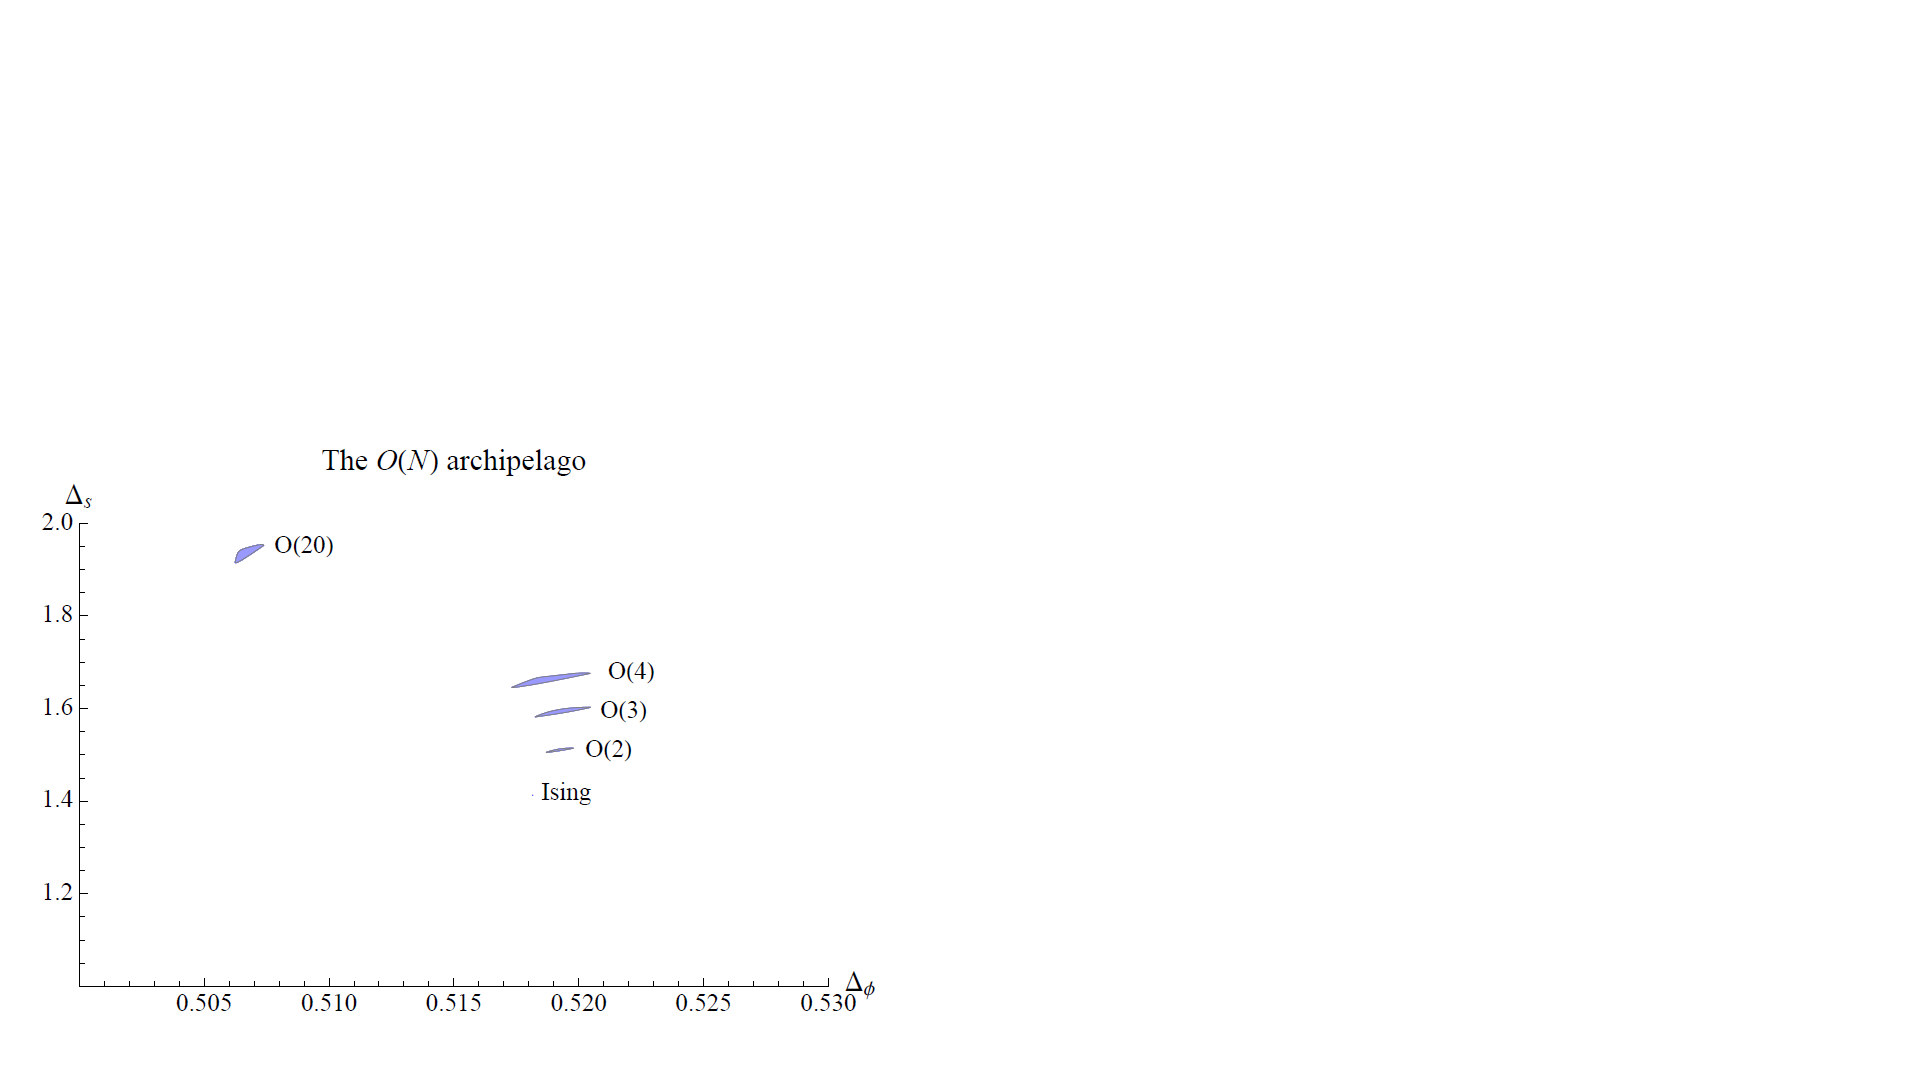 The O(N) archipelago
Δs
2.0
O(20)
1.8
O(4)
1.6
O(3)
O(2)
Ising
1.4
1.2
Δϕ
0.505 0.510 0.515 0.520 0.525 0.530